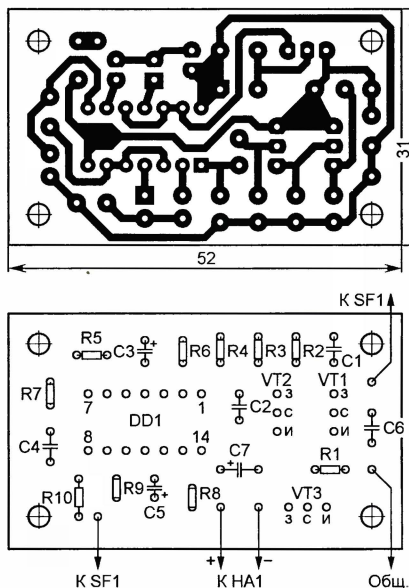 31
52
К SF1
R5
C3 +
R6
R4
R3
R2
C1
R7
VT2
VT1
7
1
З
З
DD1
C2
С
С
C4
8
14
И
И
C6
C7
+
R1
R10
R9
C5
+
R8
VT3
З С И
К SF1
+
К HA1
−
Общ.